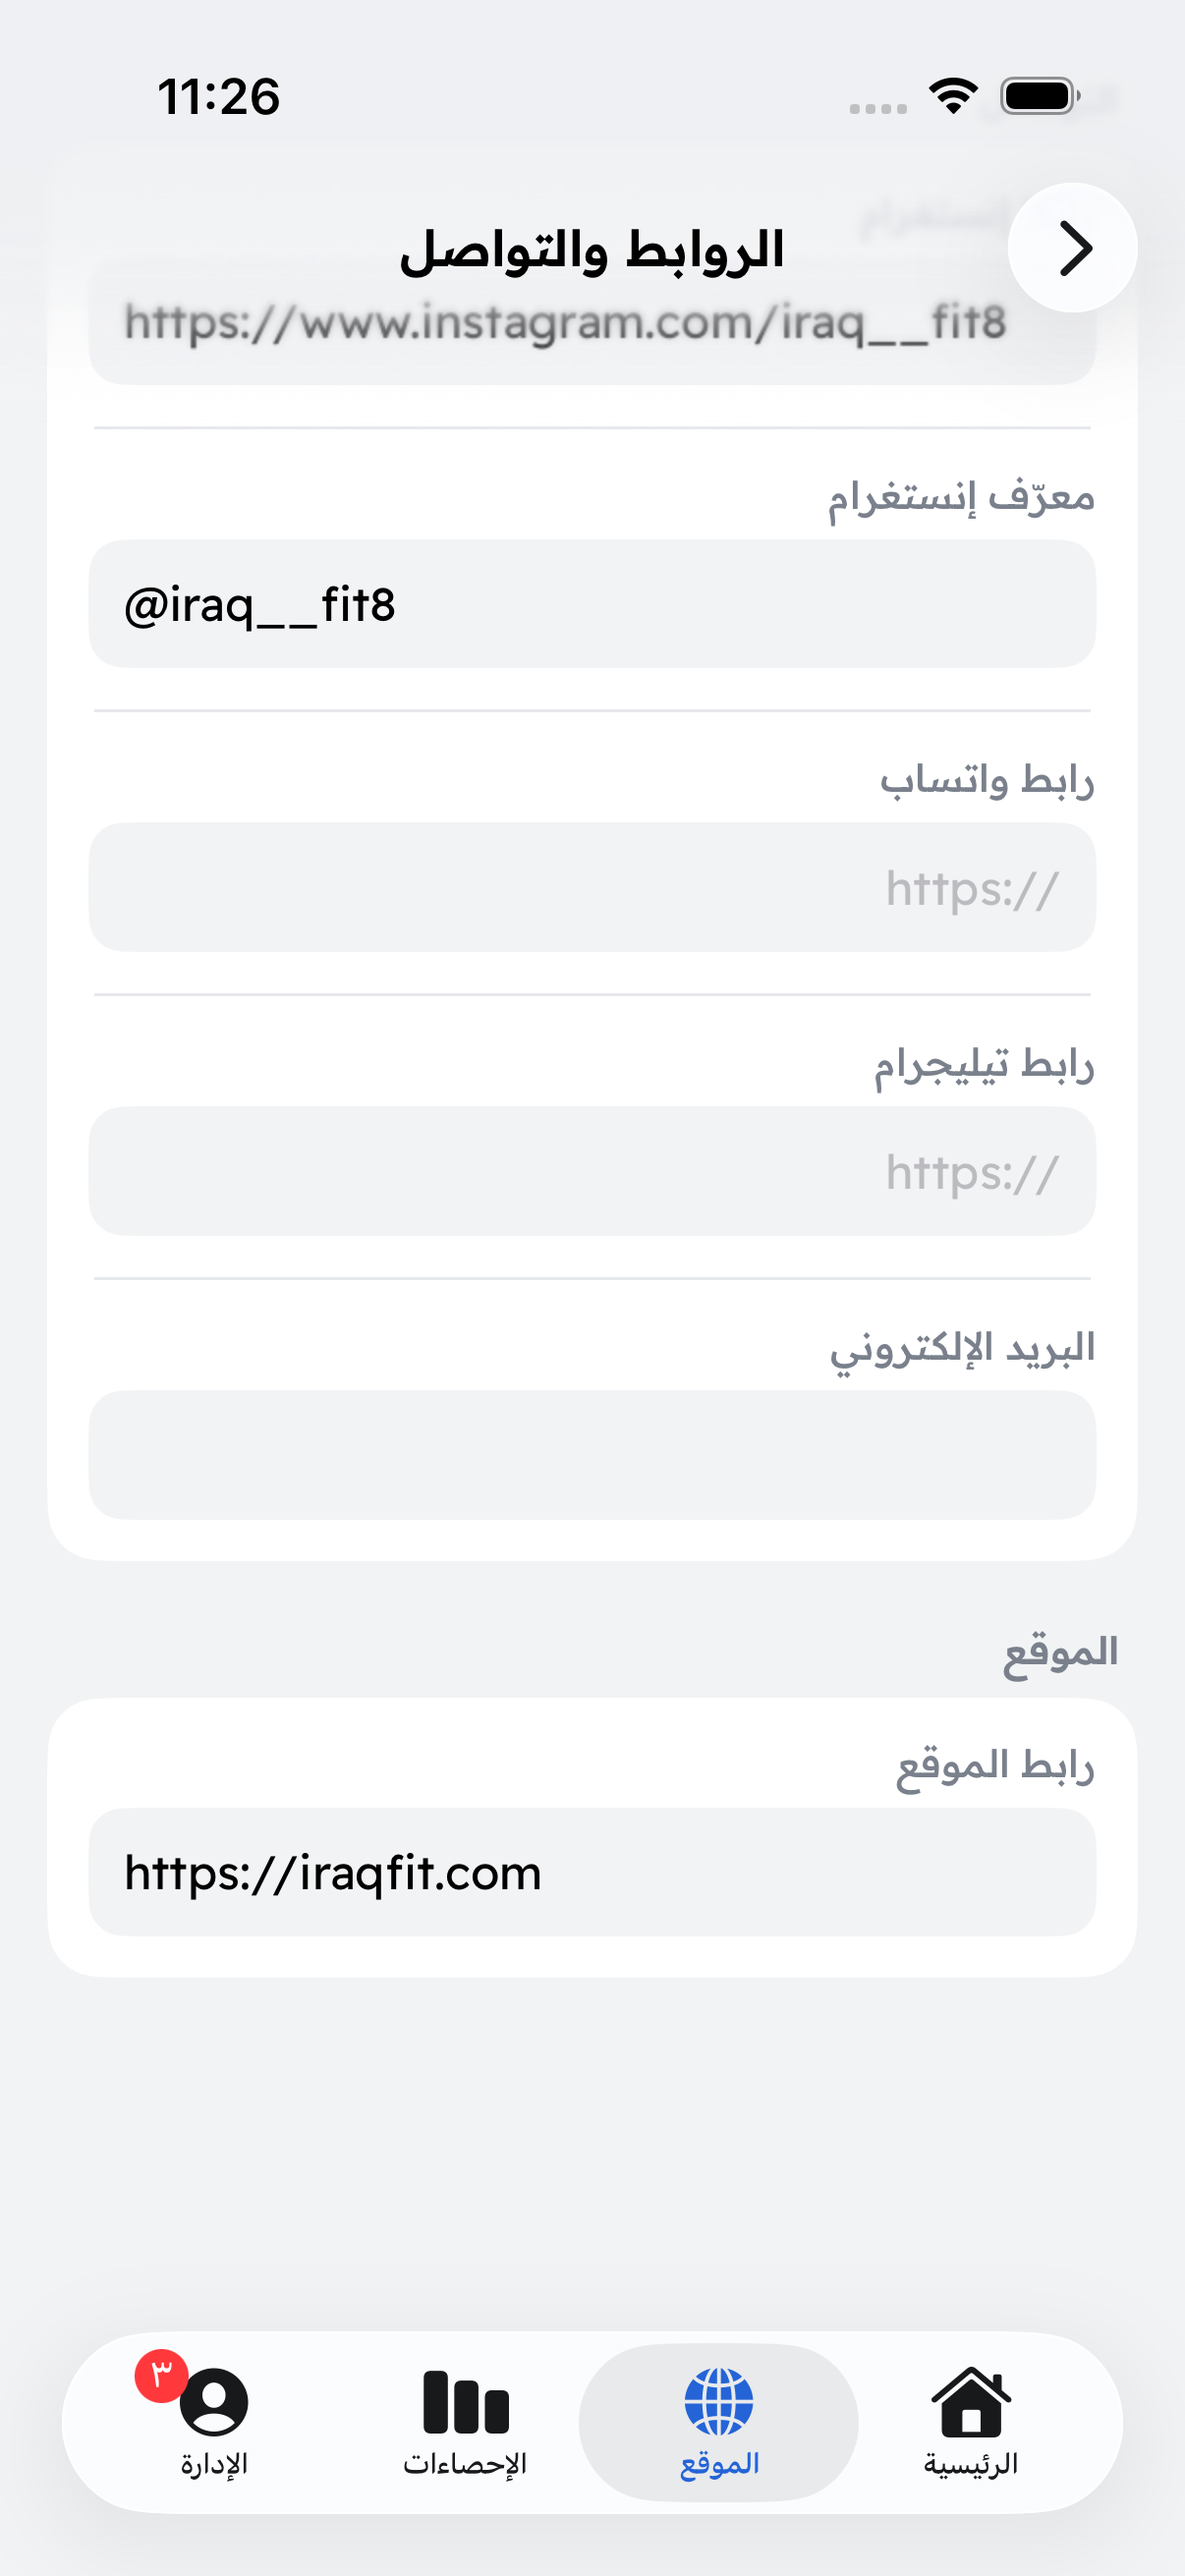 11:26
الروابط والتواصل
https://www.instagram.com/iraq__fit8
معرّف إنستغرام
@iraq__fit8
رابط واتساب
https://
رابط تيليجرام
https://
البريد الإلكتروني
الموقع
رابط الموقع
https://iraqfit.com
الرئيسية
الموقع
الإحصاءات
٣
الإدارة